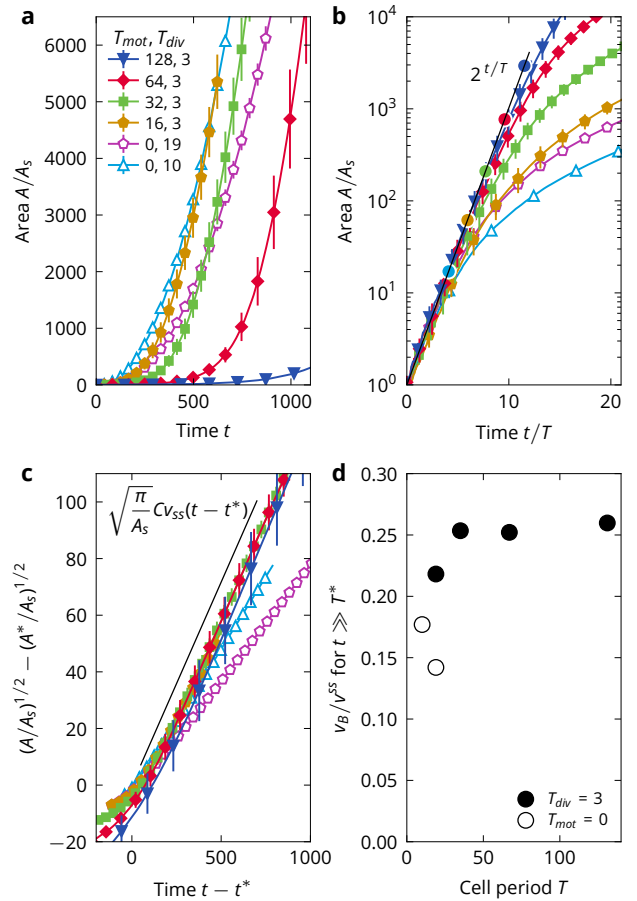 a
T_mot, T_div
128, 3
64, 3
32, 3
16, 3
0, 19
0, 10
6000
5000
4000
3000
2000
1000
0
Area A/A_s
0 500 1000
Time t
b
2^{t/T}
10^4
10^3
10^2
10^1
10^0
Area A/A_s
0 10 20
Time t/T
c
√(π/A_s) Cv_ss(t − t*)
100
80
60
40
20
0
−20
(A/A_s)^{1/2} − (A*/A_s)^{1/2}
0 500 1000
Time t − t*
d
0.30
0.25
0.20
0.15
0.10
0.05
0.00
v_B/v^ss for t ≫ T*
T_div = 3
T_mot = 0
0 50 100
Cell period T